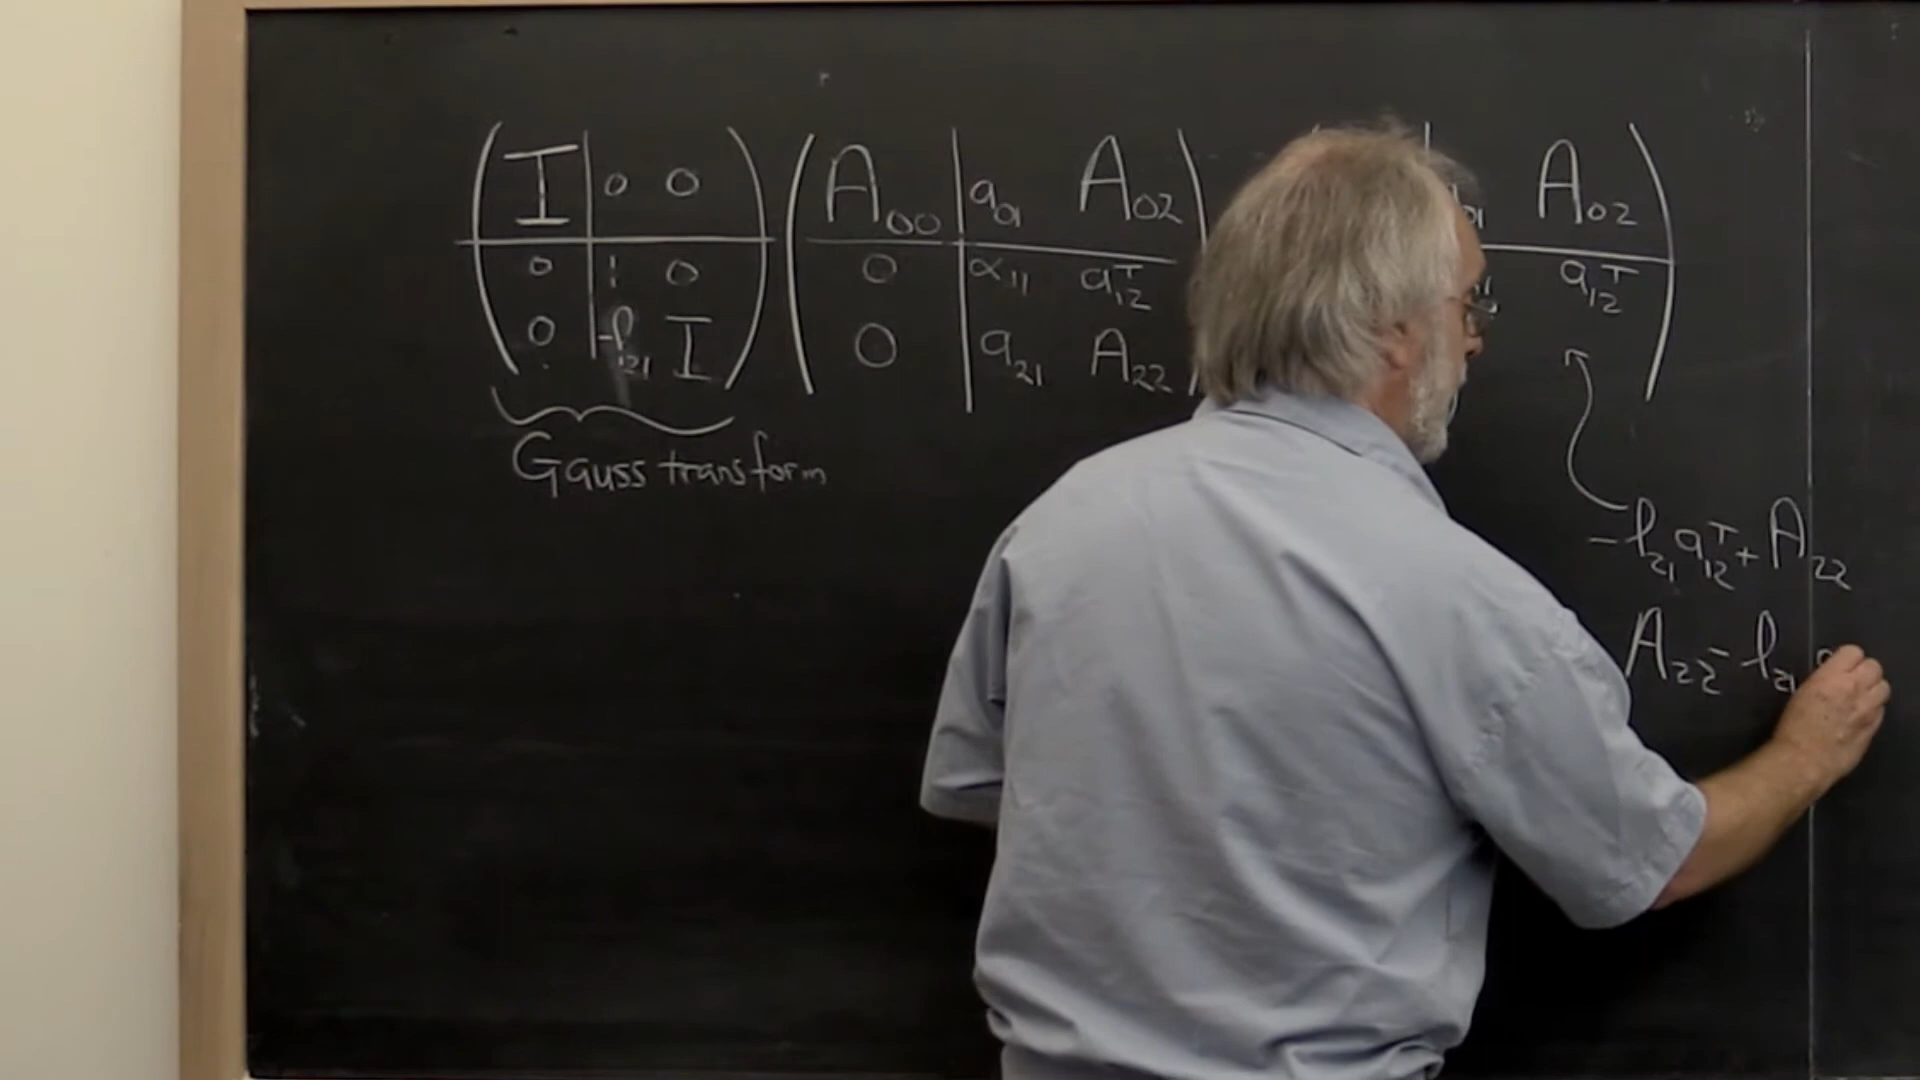 ( I | 0 0 ) ( A₀₀ | a₀₁ A₀₂ ) ( | ₀₁ A₀₂ )
( 0 | 1 0 ) ( 0 | α₁₁ a₁₂ᵀ ) a₁₂ᵀ )
( 0 | -l₂₁ I ) ( 0 | a₂₁ A₂₂ )
Gauss transform
-l₂₁ a₁₂ᵀ + A₂₂
A₂₂ - l₂₁